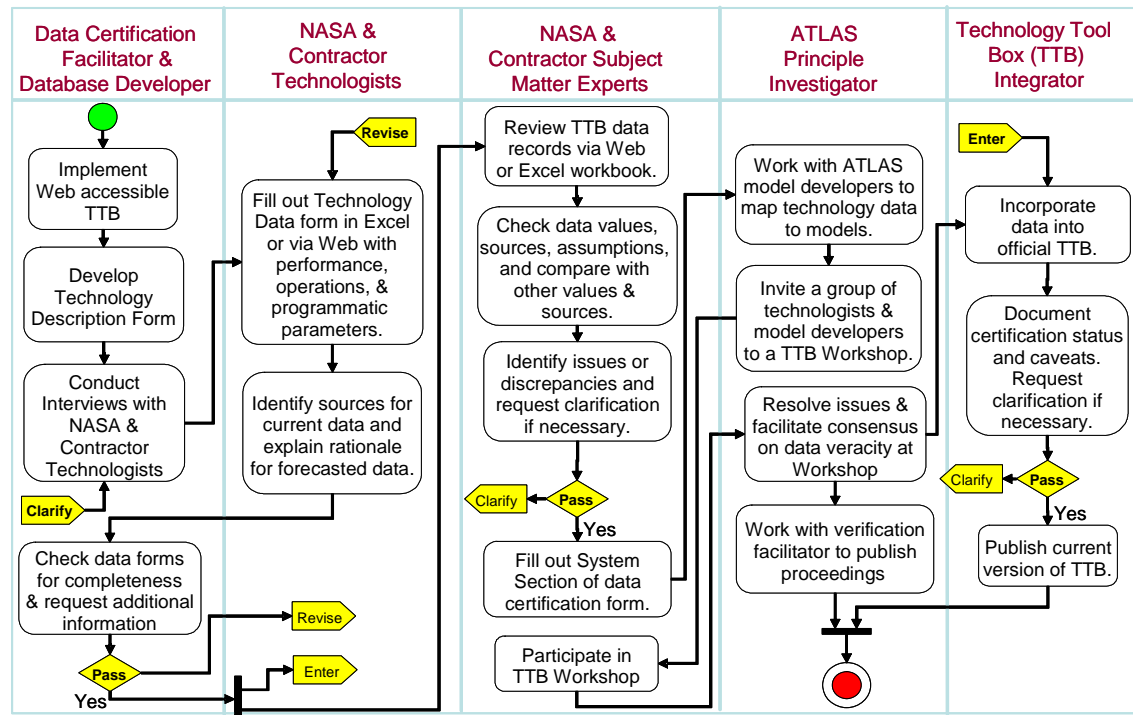 Data Certification
Facilitator &
Database Developer
NASA &
Contractor
Technologists
NASA &
Contractor Subject
Matter Experts
ATLAS
Principle
Investigator
Technology Tool
Box (TTB)
Integrator
Implement
Web accessible
TTB
Develop
Technology
Description Form
Conduct
Interviews with
NASA &
Contractor
Technologists
Clarify
Check data forms
for completeness
& request additional
information
Pass
Yes
Revise
Fill out Technology
Data form in Excel
or via Web with
performance,
operations, &
programmatic
parameters.
Identify sources for
current data and
explain rationale
for forecasted data.
Revise
Enter
Review TTB data
records via Web
or Excel workbook.
Check data values,
sources, assumptions,
and compare with
other values &
sources.
Identify issues or
discrepancies and
request clarification
if necessary.
Clarify
Pass
Yes
Fill out System
Section of data
certification form.
Participate in
TTB Workshop
Work with ATLAS
model developers to
map technology data
to models.
Invite a group of
technologists &
model developers
to a TTB Workshop.
Resolve issues &
facilitate consensus
on data veracity at
Workshop
Work with verification
facilitator to publish
proceedings
Enter
Incorporate
data into
official TTB.
Document
certification status
and caveats.
Request
clarification if
necessary.
Clarify
Pass
Yes
Publish current
version of TTB.